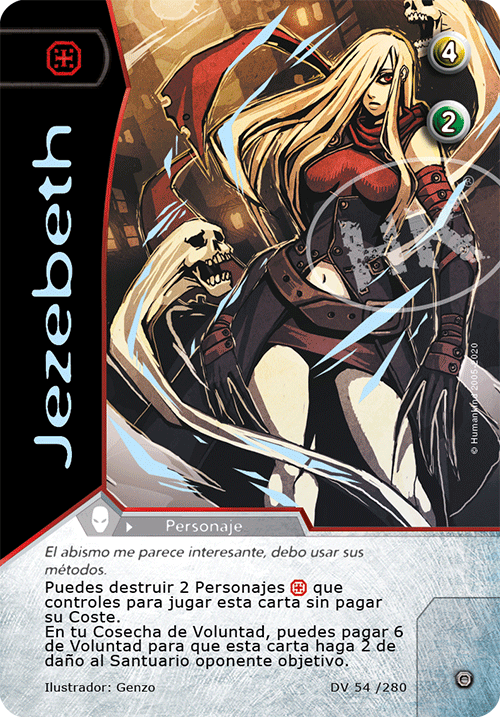 4
2
Jezebeth
HK
®
© HumanKind 2005-2020
Personaje
El abismo me parece interesante, debo usar sus
métodos.
Puedes destruir 2 Personajes que
controles para jugar esta carta sin pagar
su Coste.
En tu Cosecha de Voluntad, puedes pagar 6
de Voluntad para que esta carta haga 2 de
daño al Santuario oponente objetivo.
Ilustrador: Genzo
DV 54 /280